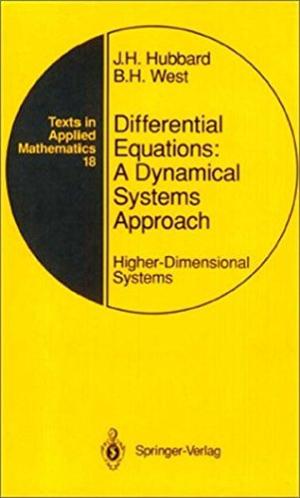 J.H. Hubbard
B.H. West
Texts in
Applied
Mathematics
18
Differential
Equations:
A Dynamical
Systems
Approach
Higher-Dimensional
Systems
Springer-Verlag